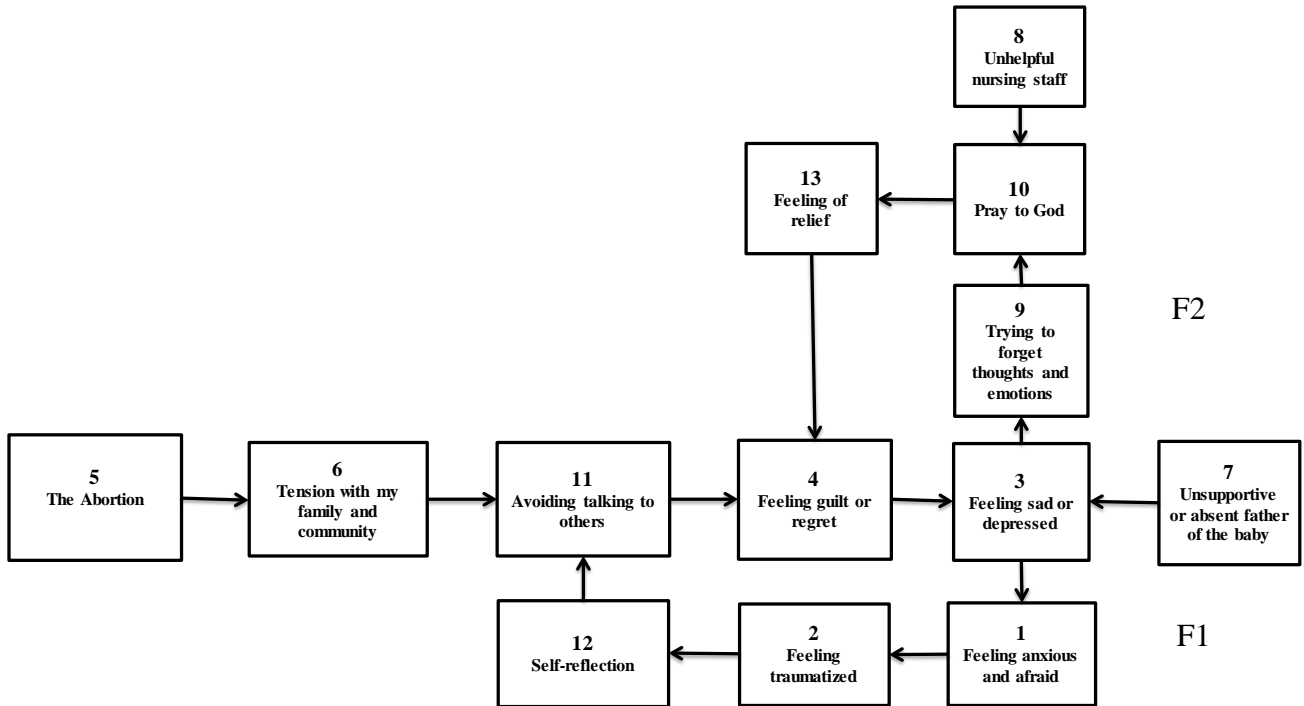 8
Unhelpful
nursing staff
13
Feeling of
relief
10
Pray to God
9
Trying to
forget
thoughts and
emotions
F2
5
The Abortion
6
Tension with my
family and
community
11
Avoiding talking to
others
4
Feeling guilt or
regret
3
Feeling sad or
depressed
7
Unsupportive
or absent father
of the baby
12
Self-reflection
2
Feeling
traumatized
1
Feeling anxious
and afraid
F1